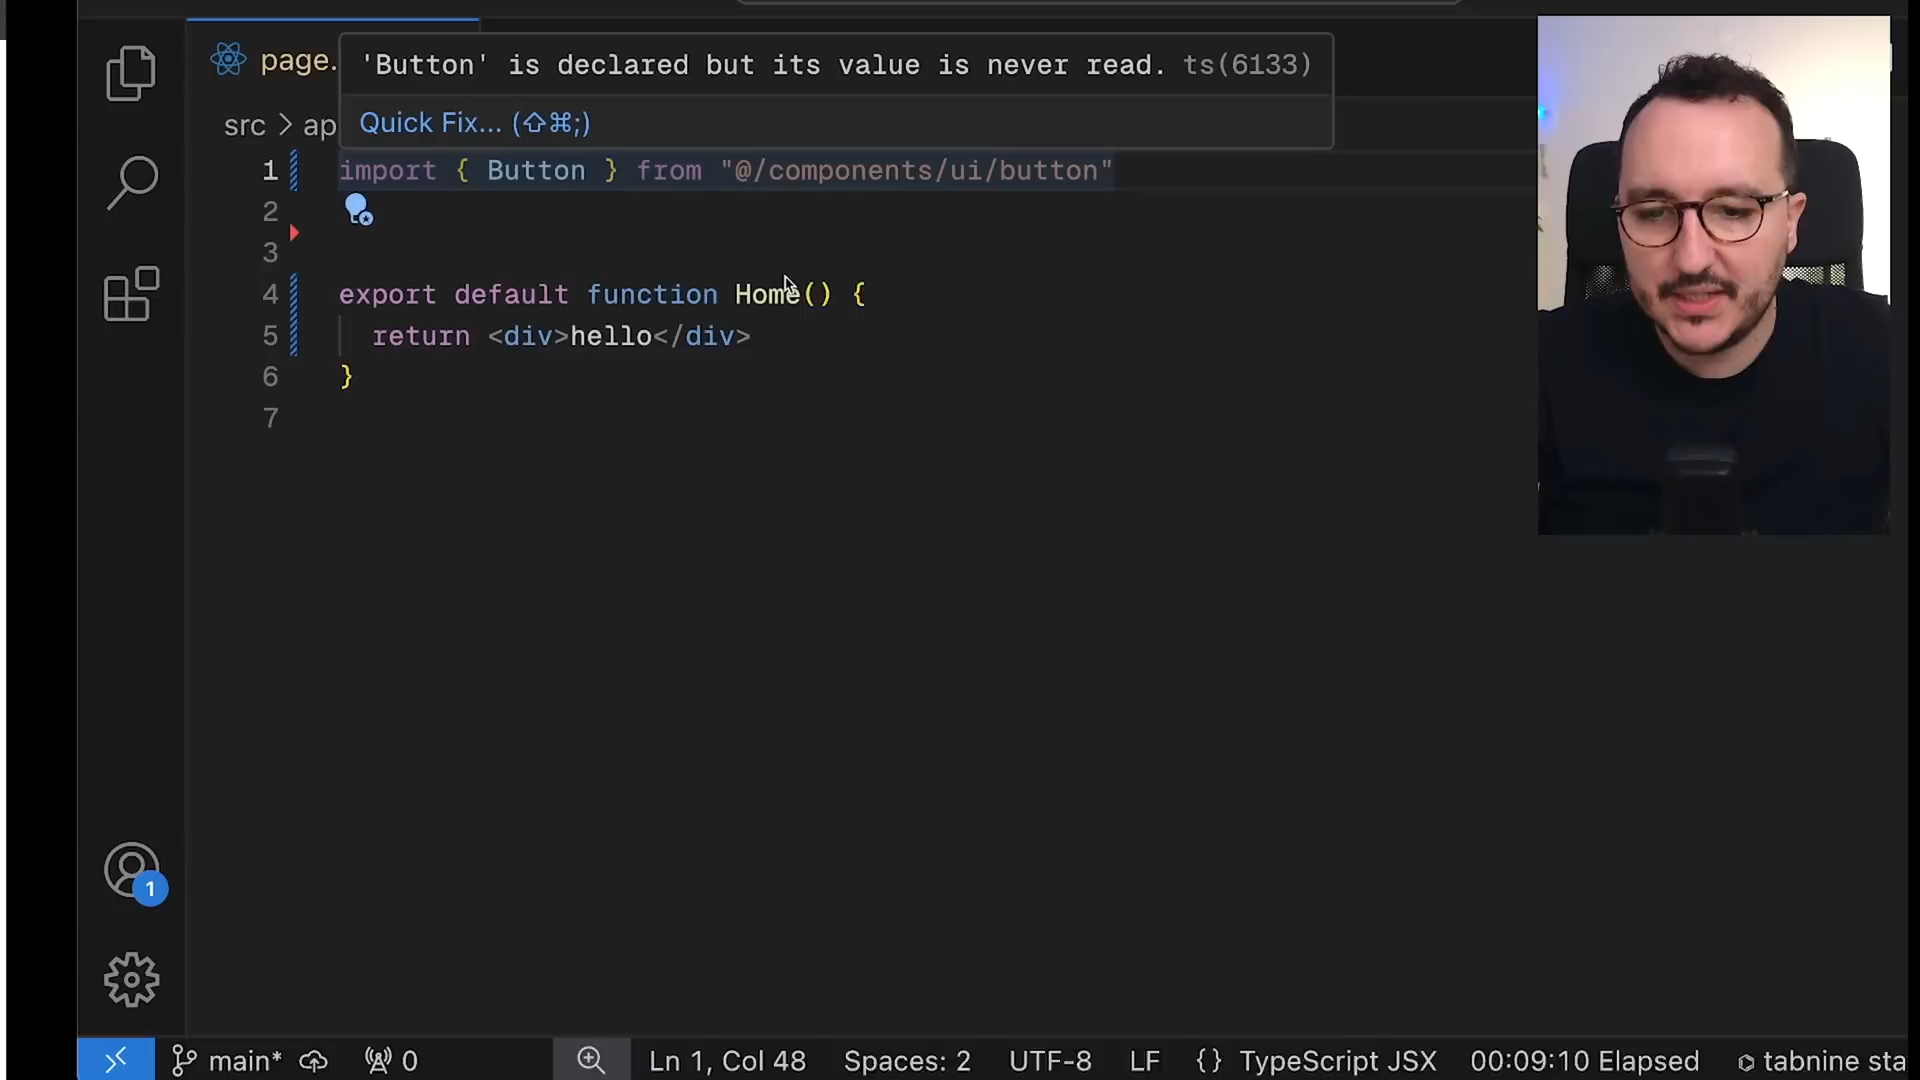 page.
'Button' is declared but its value is never read. ts(6133)
Quick Fix... (⇧⌘;)
src > ap
1 import { Button } from "@/components/ui/button"
2
3
4 export default function Home() {
5 return <div>hello</div>
6 }
7
1
main* 0 Ln 1, Col 48 Spaces: 2 UTF-8 LF {} TypeScript JSX 00:09:10 Elapsed tabnine sta